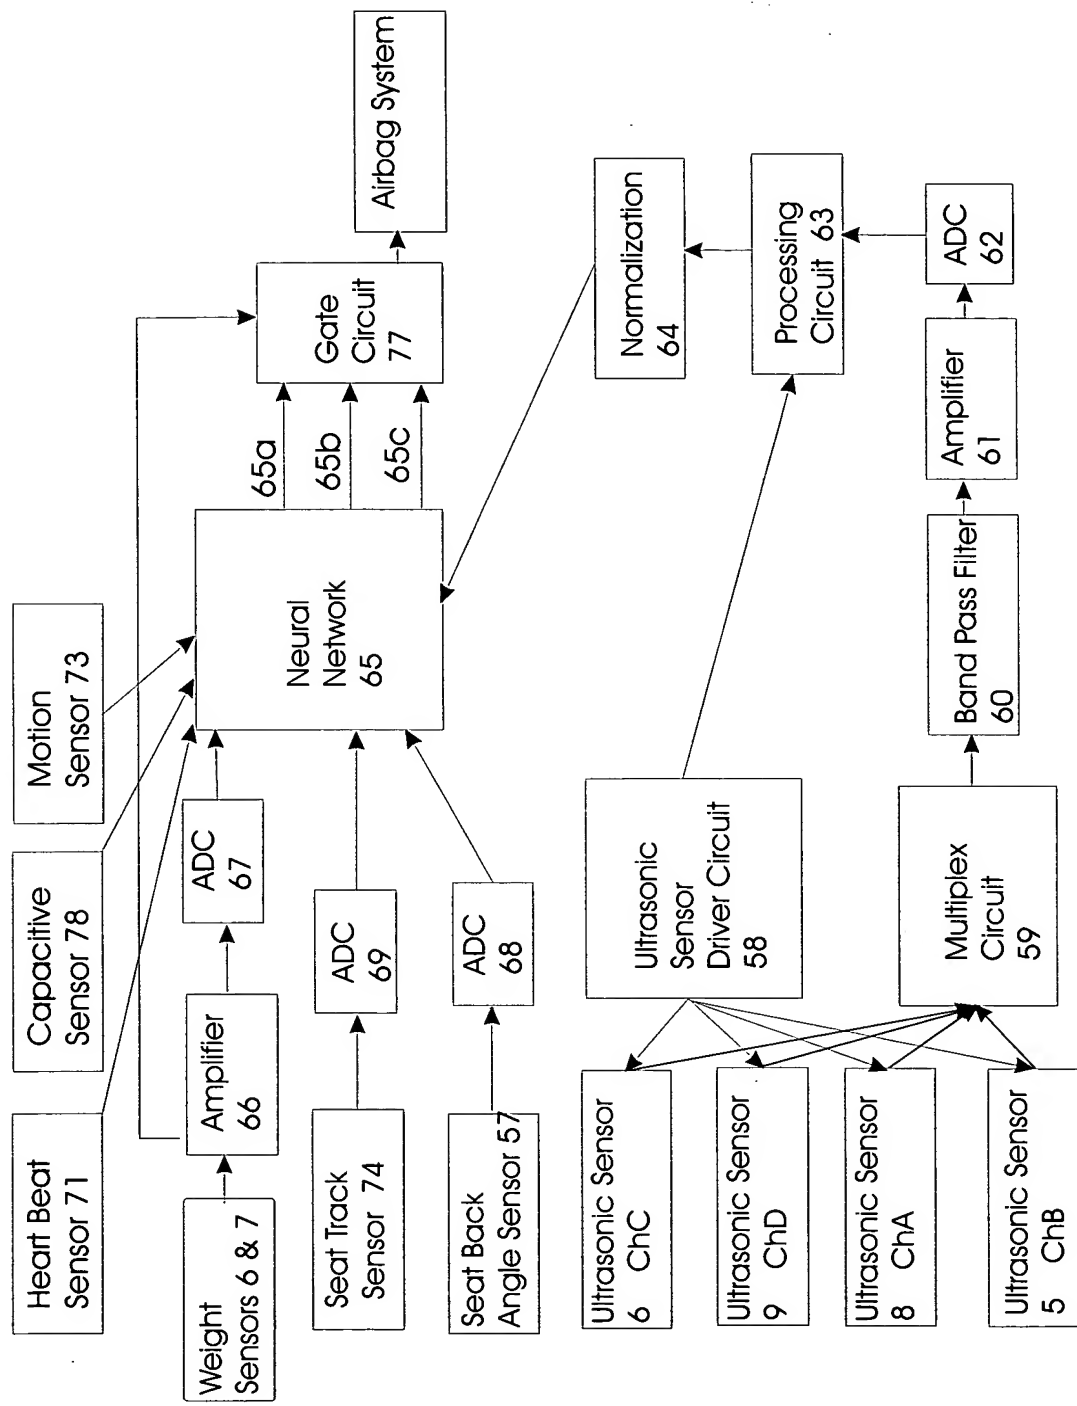 Heart Beat
Sensor 71
Capacitive
Sensor 78
Motion
Sensor 73
Weight
Sensors 6 & 7
Amplifier
66
ADC
67
Seat Track
Sensor 74
ADC
69
Seat Back
Angle Sensor 57
ADC
68
Neural
Network
65
65a
65b
65c
Gate
Circuit
77
Airbag System
Ultrasonic Sensor
6 ChC
Ultrasonic Sensor
9 ChD
Ultrasonic Sensor
8 ChA
Ultrasonic Sensor
5 ChB
Ultrasonic
Sensor
Driver Circuit
58
Multiplex
Circuit
59
Band Pass Filter
60
Amplifier
61
ADC
62
Processing
Circuit 63
Normalization
64